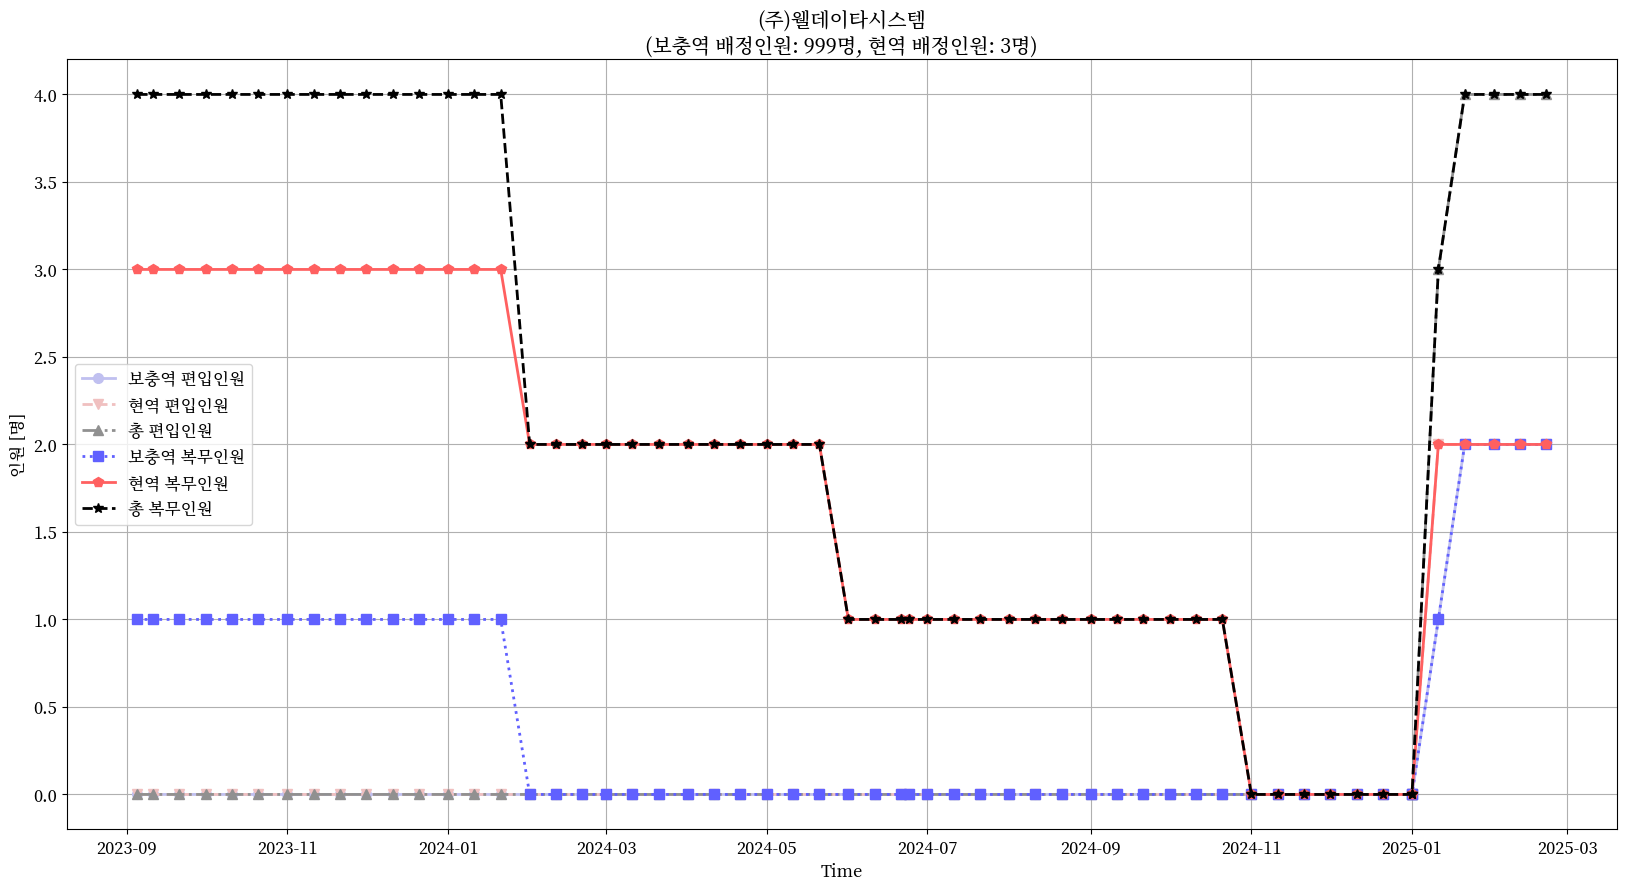 (주)웰데이타시스템
(보충역 배정인원: 999명, 현역 배정인원: 3명)
인원 [명]
4.0
3.5
3.0
2.5
2.0
1.5
1.0
0.5
0.0
보충역 편입인원
현역 편입인원
총 편입인원
보충역 복무인원
현역 복무인원
총 복무인원
2023-09
2023-11
2024-01
2024-03
2024-05
2024-07
2024-09
2024-11
2025-01
2025-03
Time